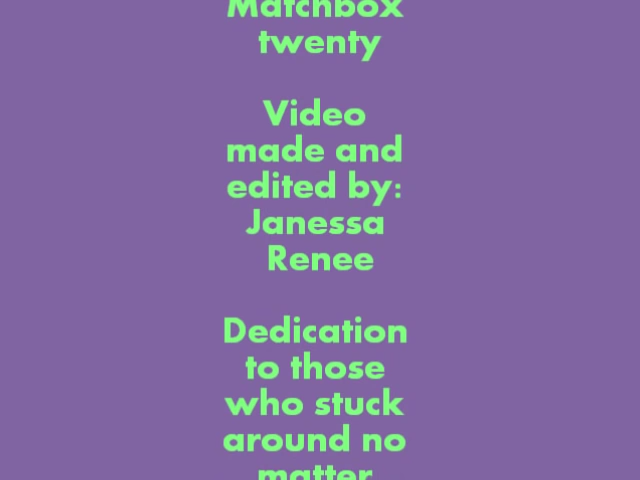 Matchbox
twenty
Video
made and
edited by:
Janessa
Renee
Dedication
to those
who stuck
around no
matter